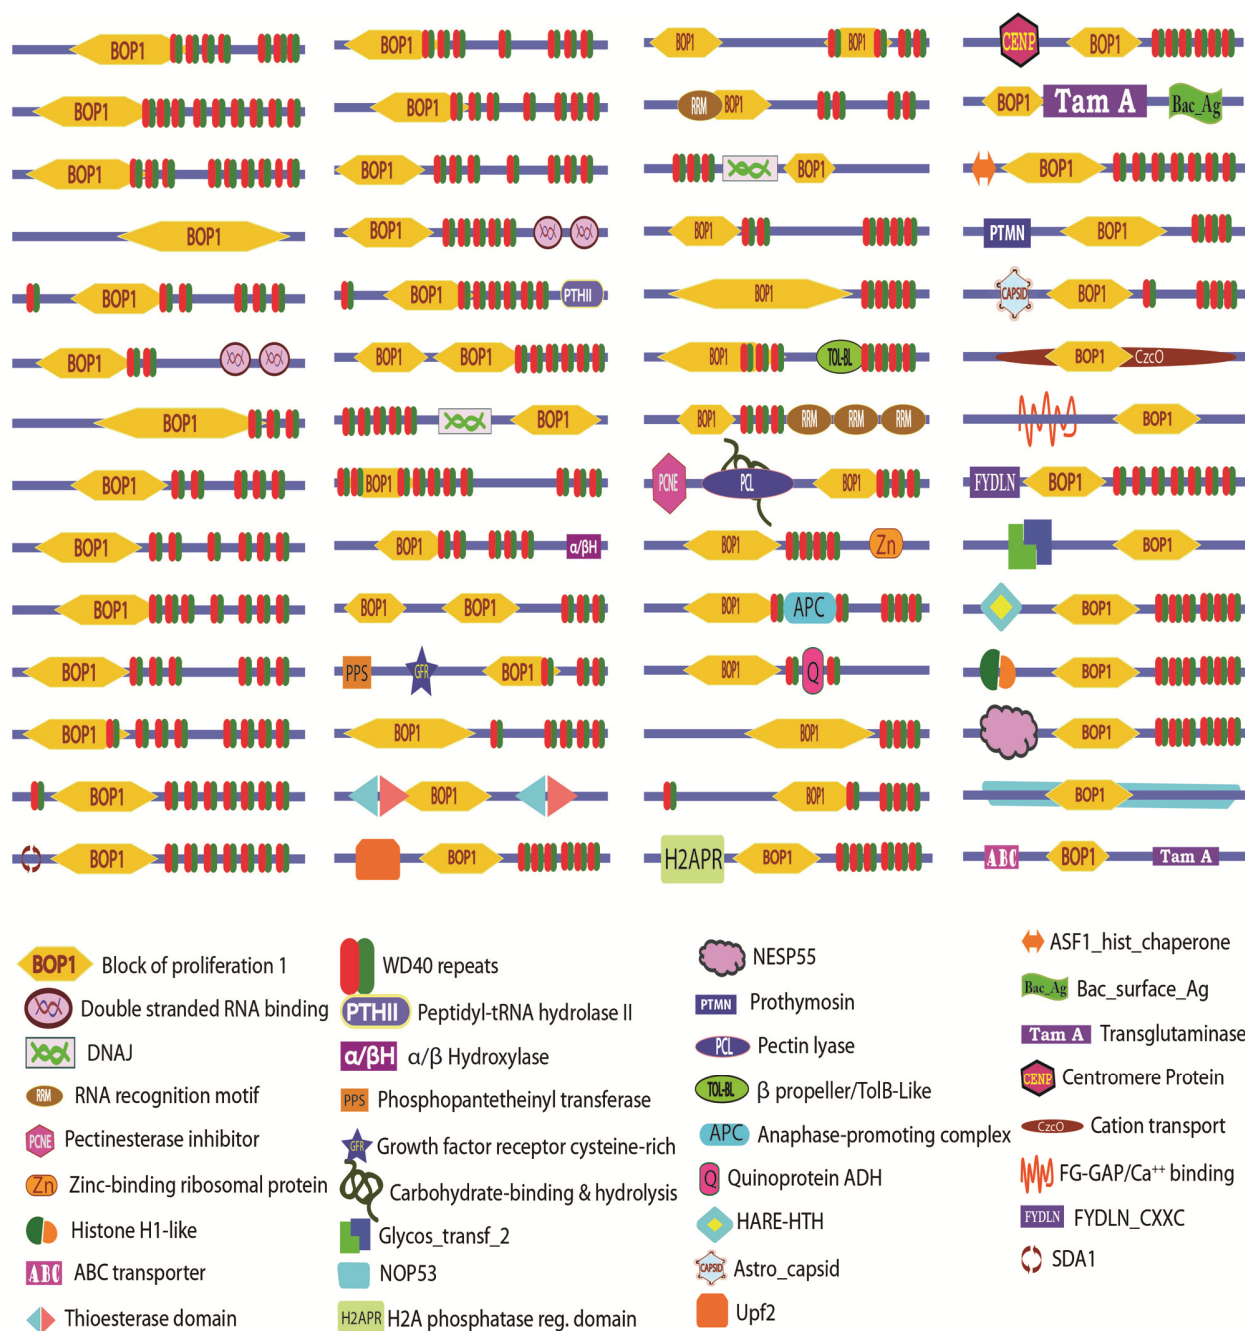 BOP1 BOP1 BOP1 BOP1 CENP BOP1
BOP1 BOP1 RRM BOP1 BOP1 Tam A Bac_Ag
BOP1 BOP1 BOP1 BOP1
BOP1 BOP1 BOP1 PTMN BOP1
BOP1 BOP1 PTHII BOP1 CAPSID BOP1
BOP1 BOP1 BOP1 BOP1 TOL-BL BOP1 CzcO
BOP1 BOP1 BOP1 RRM RRM RRM BOP1
BOP1 BOP1 PCNE PCL BOP1 FYDLN BOP1
BOP1 BOP1 α/βH BOP1 Zn BOP1
BOP1 BOP1 BOP1 BOP1 APC BOP1
BOP1 PPS GFR BOP1 BOP1 Q BOP1
BOP1 BOP1 BOP1 BOP1
BOP1 BOP1 BOP1 BOP1
BOP1 BOP1 H2APR BOP1 ABC BOP1 Tam A
BOP1 Block of proliferation 1
Double stranded RNA binding
DNAJ
RRM RNA recognition motif
PCNE Pectinesterase inhibitor
Zn Zinc-binding ribosomal protein
Histone H1-like
ABC ABC transporter
Thioesterase domain
WD40 repeats
PTHII Peptidyl-tRNA hydrolase II
α/βH α/β Hydroxylase
PPS Phosphopantetheinyl transferase
GFR Growth factor receptor cysteine-rich
Carbohydrate-binding & hydrolysis
Glycos_transf_2
NOP53
H2APR H2A phosphatase reg. domain
NESP55
PTMN Prothymosin
PCL Pectin lyase
TOL-BL β propeller/TolB-Like
APC Anaphase-promoting complex
Q Quinoprotein ADH
HARE-HTH
CAPSID Astro_capsid
Upf2
ASF1_hist_chaperone
Bac_Ag Bac_surface_Ag
Tam A Transglutaminase
CENP Centromere Protein
CzcO Cation transport
FG-GAP/Ca⁺⁺ binding
FYDLN FYDLN_CXXC
SDA1